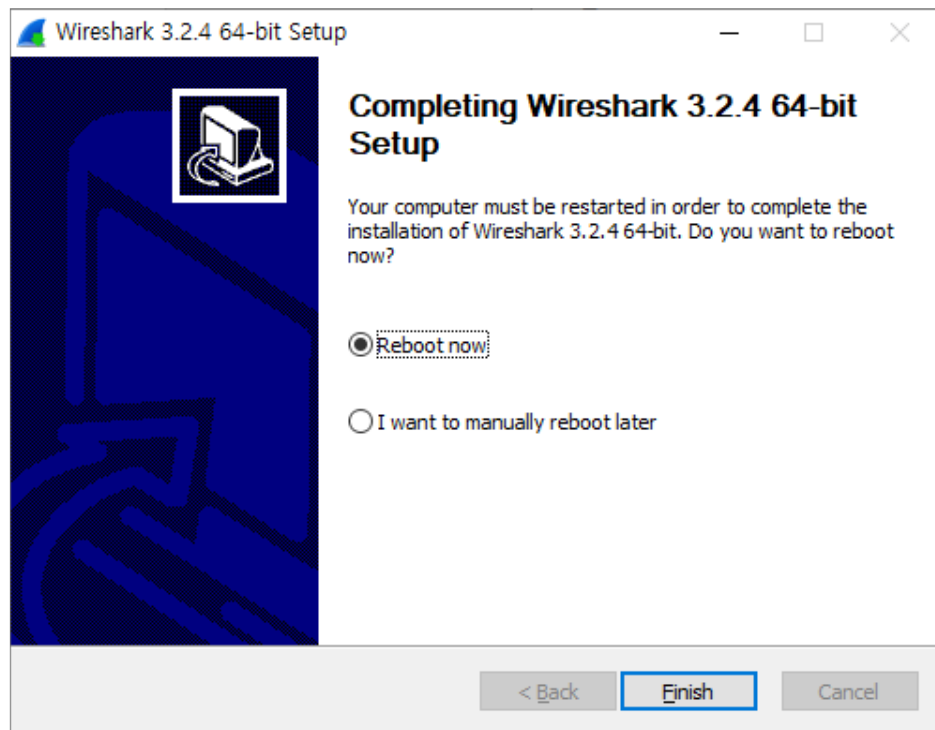 Wireshark 3.2.4 64-bit Setup
Completing Wireshark 3.2.4 64-bit
Setup
Your computer must be restarted in order to complete the
installation of Wireshark 3.2.4 64-bit. Do you want to reboot
now?
Reboot now
I want to manually reboot later
< Back Finish Cancel